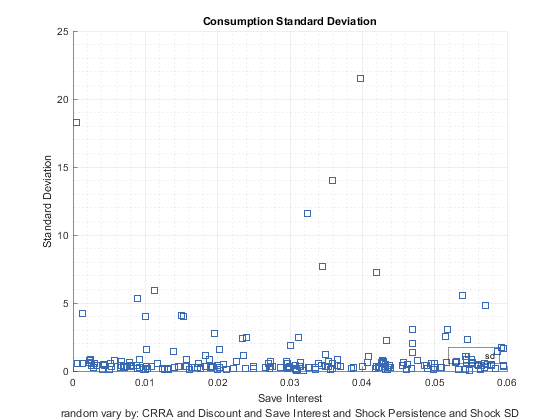 Consumption Standard Deviation
25
20
15
10
5
0
Standard Deviation
sd
0 0.01 0.02 0.03 0.04 0.05 0.06
Save Interest
random vary by: CRRA and Discount and Save Interest and Shock Persistence and Shock SD